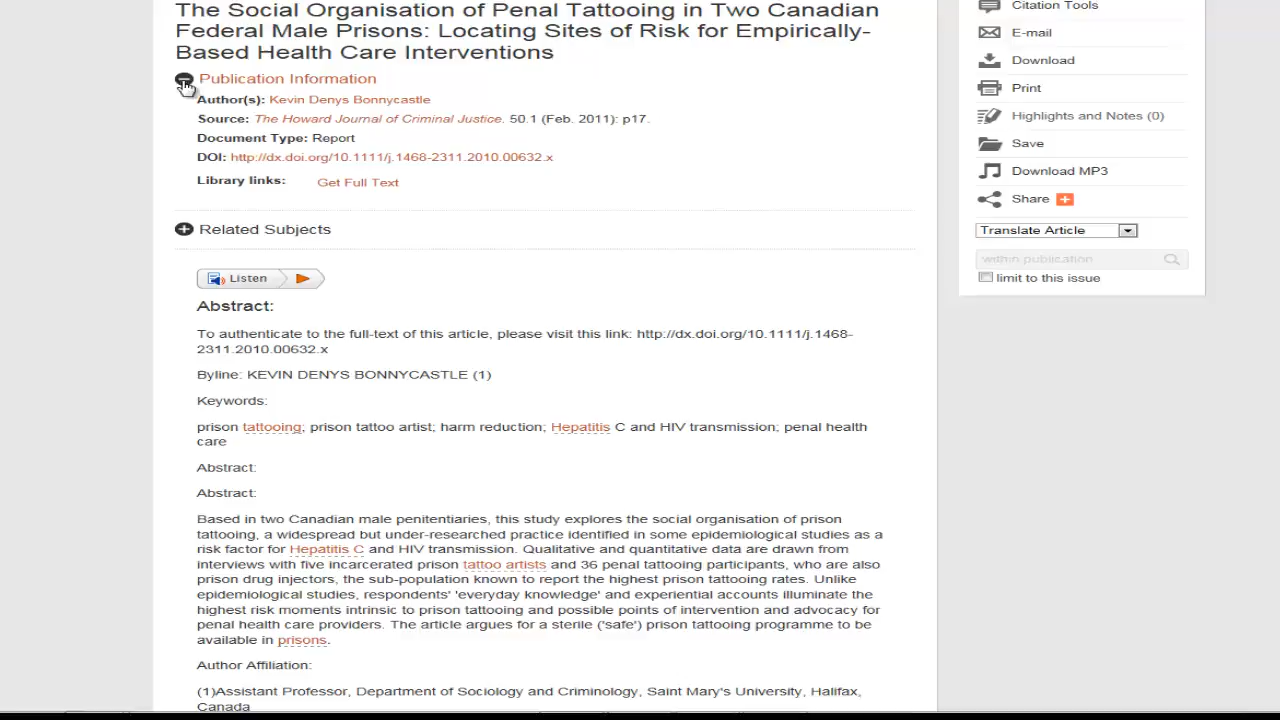 The Social Organisation of Penal Tattooing in Two Canadian
Federal Male Prisons: Locating Sites of Risk for Empirically-
Based Health Care Interventions
Publication Information
Author(s): Kevin Denys Bonnycastle
Source: The Howard Journal of Criminal Justice. 50.1 (Feb. 2011): p17.
Document Type: Report
DOI: http://dx.doi.org/10.1111/j.1468-2311.2010.00632.x
Library links: Get Full Text
Related Subjects
Listen
Abstract:
To authenticate to the full-text of this article, please visit this link: http://dx.doi.org/10.1111/j.1468-
2311.2010.00632.x
Byline: KEVIN DENYS BONNYCASTLE (1)
Keywords:
prison tattooing; prison tattoo artist; harm reduction; Hepatitis C and HIV transmission; penal health
care
Abstract:
Abstract:
Based in two Canadian male penitentiaries, this study explores the social organisation of prison
tattooing, a widespread but under-researched practice identified in some epidemiological studies as a
risk factor for Hepatitis C and HIV transmission. Qualitative and quantitative data are drawn from
interviews with five incarcerated prison tattoo artists and 36 penal tattooing participants, who are also
prison drug injectors, the sub-population known to report the highest prison tattooing rates. Unlike
epidemiological studies, respondents' 'everyday knowledge' and experiential accounts illuminate the
highest risk moments intrinsic to prison tattooing and possible points of intervention and advocacy for
penal health care providers. The article argues for a sterile ('safe') prison tattooing programme to be
available in prisons.
Author Affiliation:
(1)Assistant Professor, Department of Sociology and Criminology, Saint Mary's University, Halifax,
Canada
Citation Tools
E-mail
Download
Print
Highlights and Notes (0)
Save
Download MP3
Share
Translate Article
within publication
limit to this issue